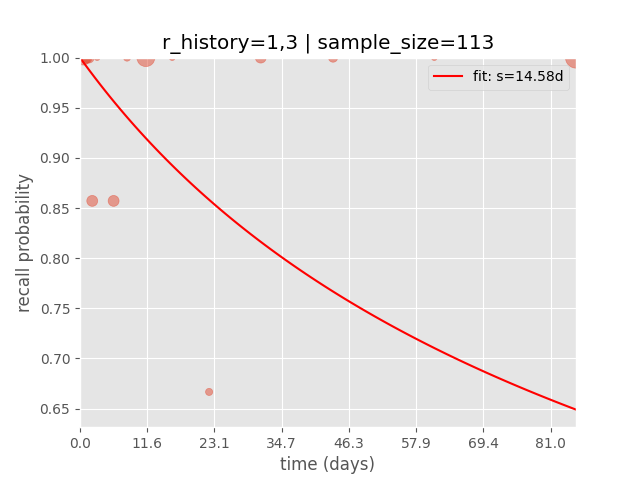 r_history=1,3 | sample_size=113
1.00
0.95
0.90
0.85
0.80
0.75
0.70
0.65
recall probability
fit: s=14.58d
0.0 11.6 23.1 34.7 46.3 57.9 69.4 81.0
time (days)